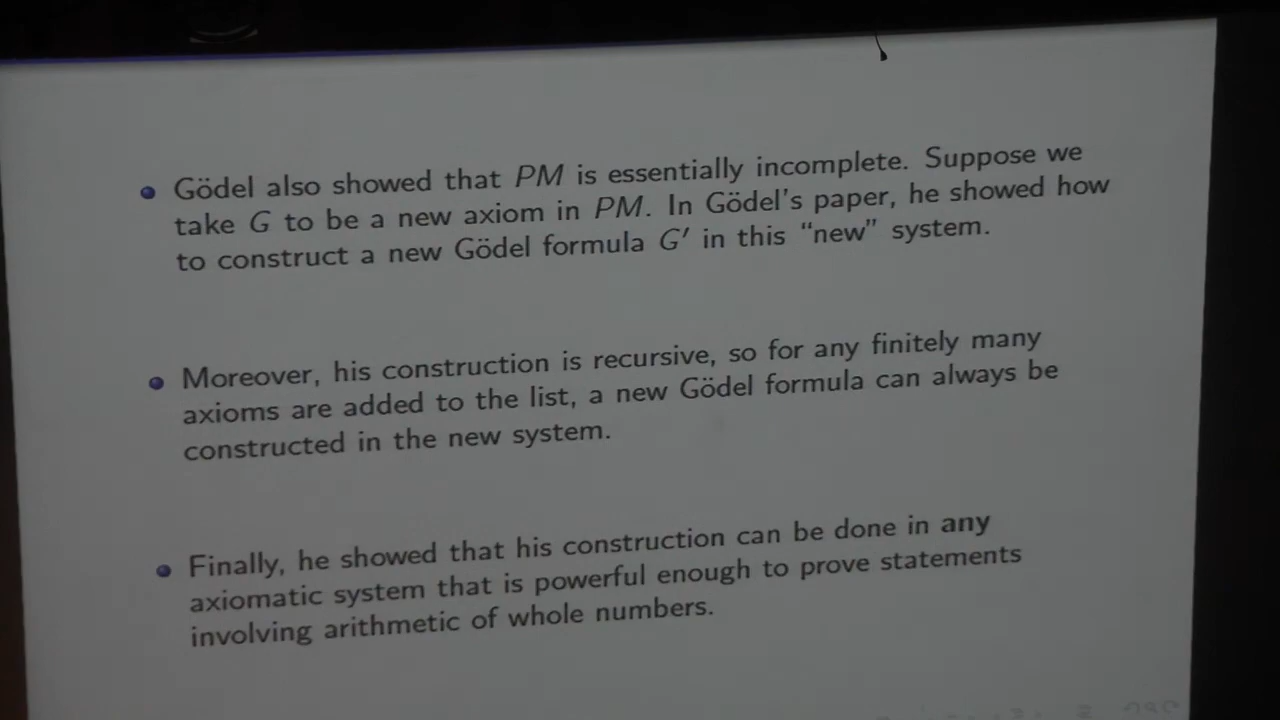 Gödel also showed that PM is essentially incomplete. Suppose we
take G to be a new axiom in PM. In Gödel's paper, he showed how
to construct a new Gödel formula G′ in this “new” system.
Moreover, his construction is recursive, so for any finitely many
axioms are added to the list, a new Gödel formula can always be
constructed in the new system.
Finally, he showed that his construction can be done in any
axiomatic system that is powerful enough to prove statements
involving arithmetic of whole numbers.